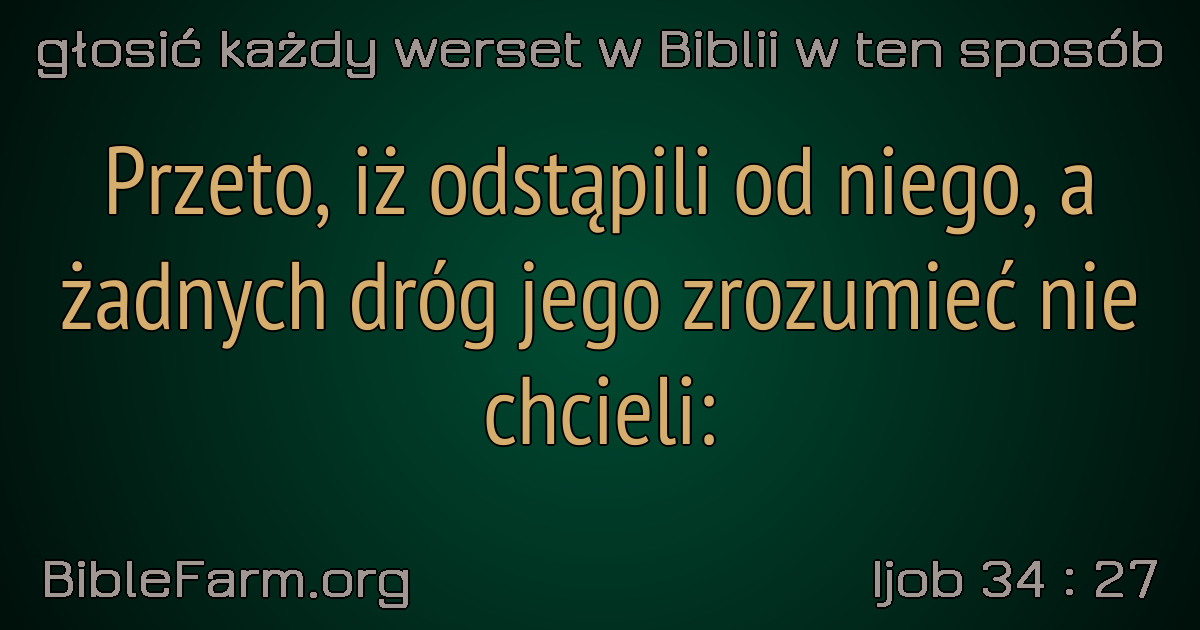 głosić każdy werset w Biblii w ten sposób
Przeto, iż odstąpili od niego, a
żadnych dróg jego zrozumieć nie
chcieli:
BibleFarm.org
Ijob 34 : 27